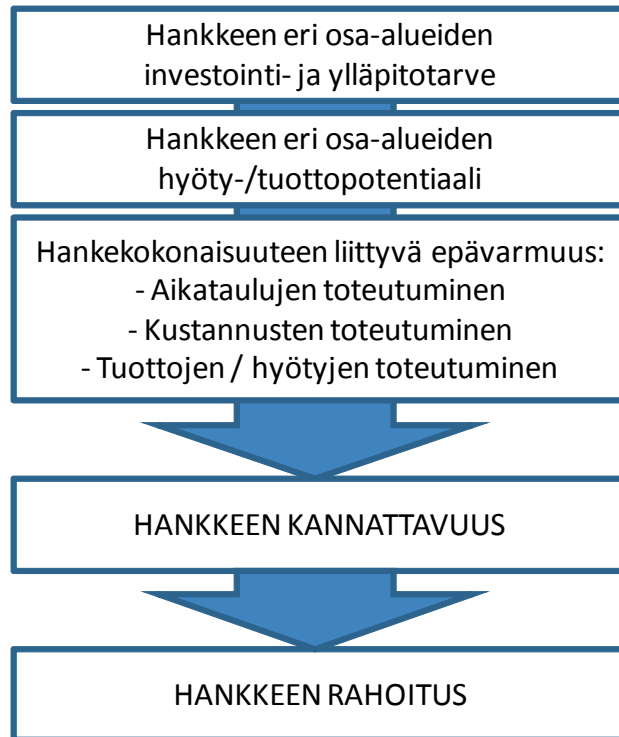 Hankkeen eri osa-alueiden
investointi- ja ylläpitotarve
Hankkeen eri osa-alueiden
hyöty-/tuottopotentiaali
Hankekokonaisuuteen liittyvä epävarmuus:
- Aikataulujen toteutuminen
- Kustannusten toteutuminen
- Tuottojen / hyötyjen toteutuminen
HANKKEEN KANNATTAVUUS
HANKKEEN RAHOITUS